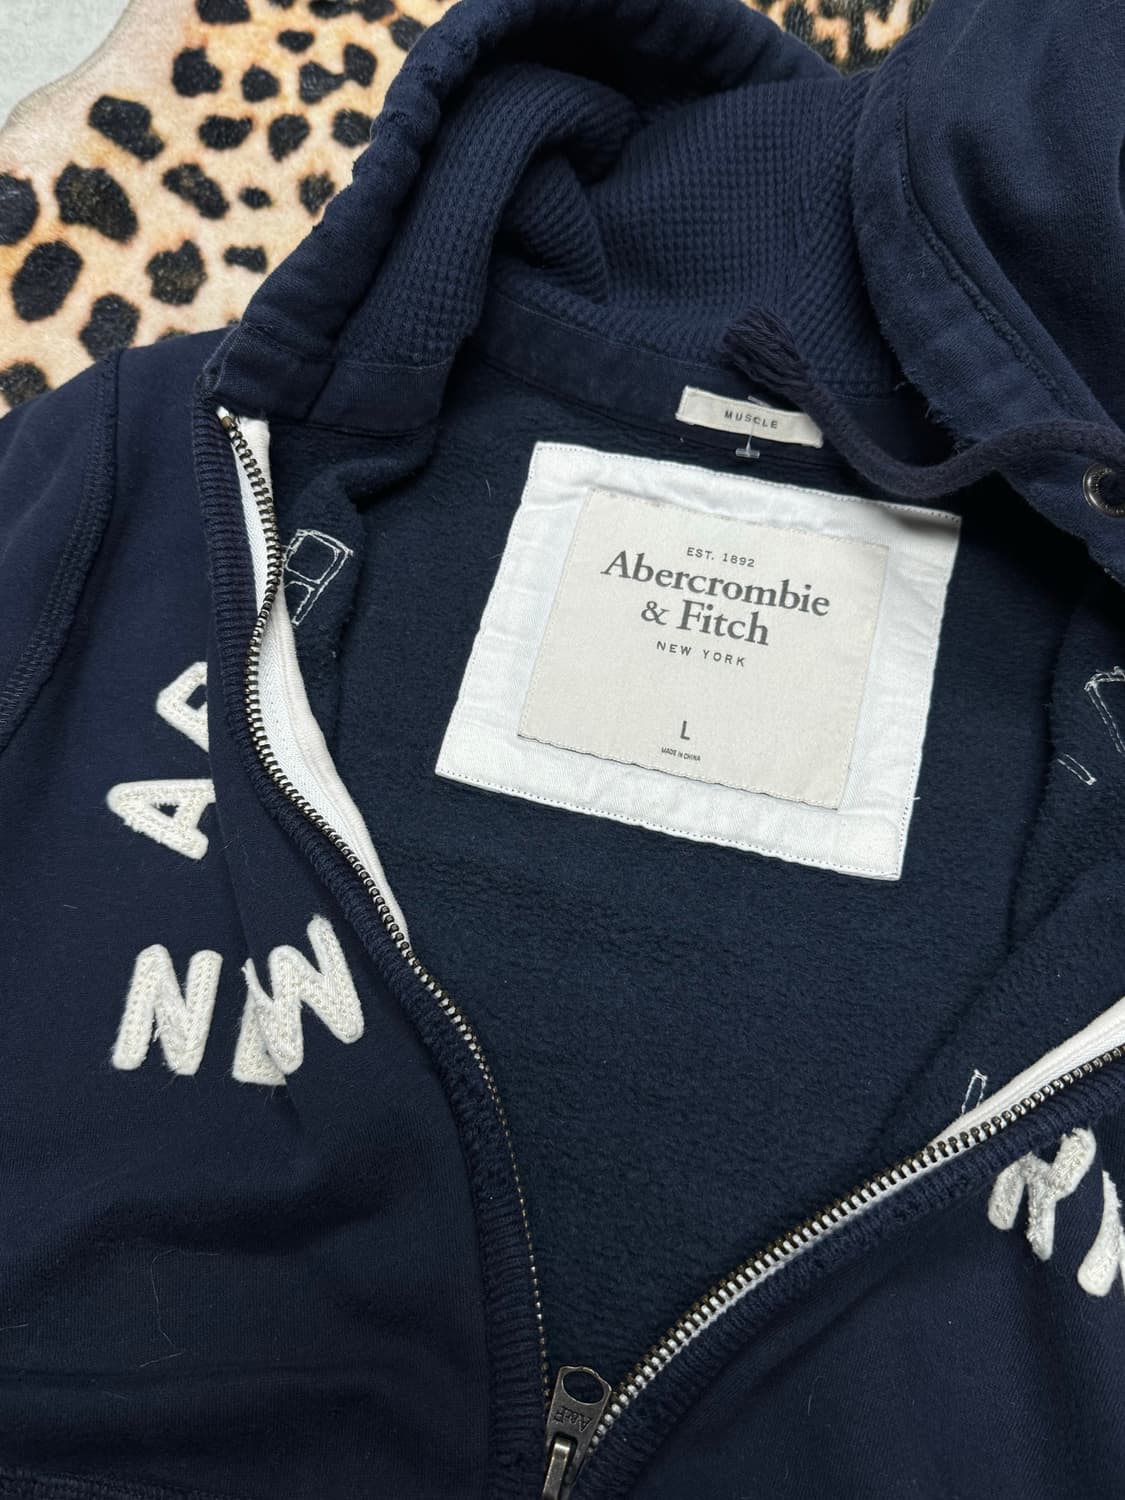 MUSCLE
EST. 1892
Abercrombie
& Fitch
NEW YORK
L
MADE IN CHINA
A
N
W
A&F